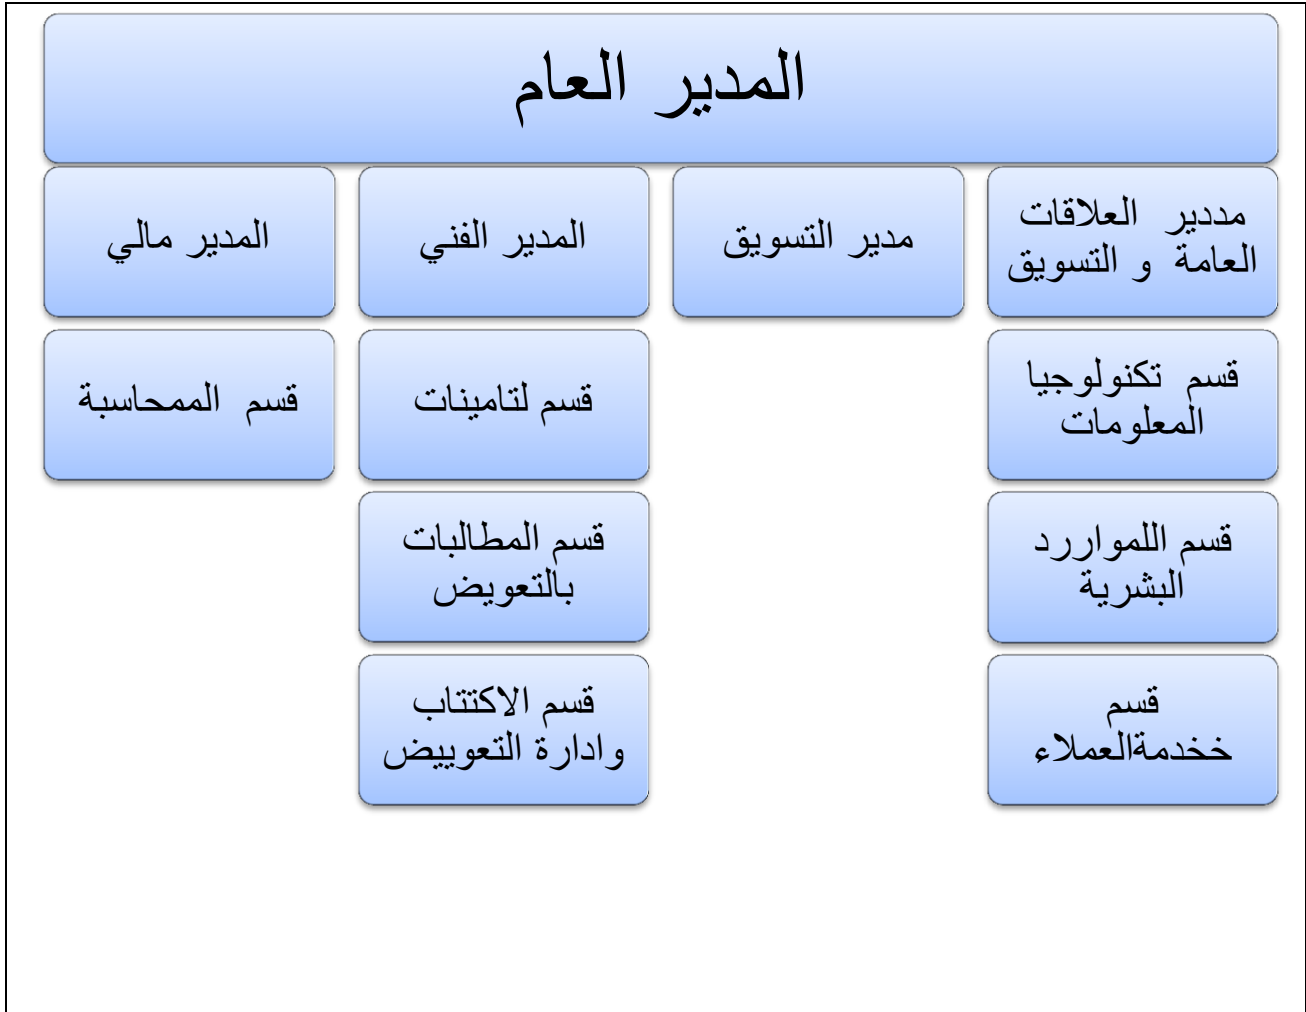 المدير العام
مددير العلاقات
العامة و التسويق
مدير التسويق
المدير الفني
المدير مالي
قسم تكنولوجيا
المعلومات
قسم لتامينات
قسم الممحاسبة
قسم اللمواررد
البشرية
قسم المطالبات
بالتعويض
قسم
خخدمةالعملاء
قسم الاكتتاب
وادارة التعوييض